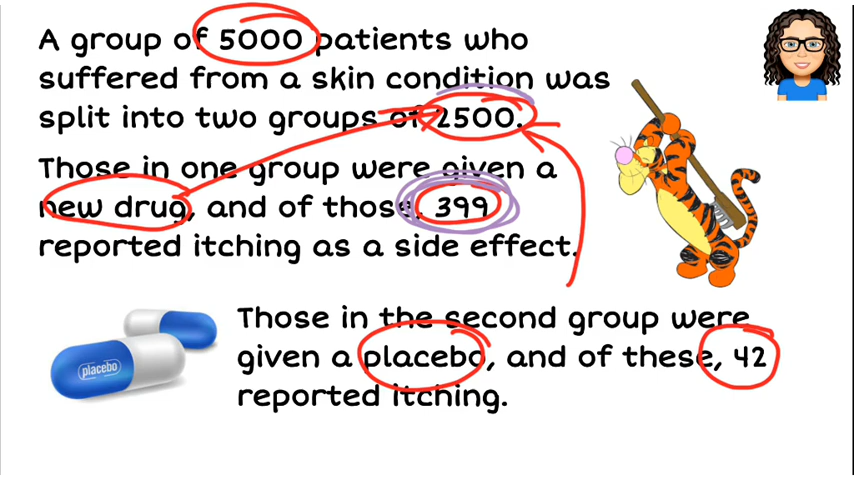 A group of 5000 patients who
suffered from a skin condition was
split into two groups of 2500.
Those in one group were given a
new drug, and of those, 399
reported itching as a side effect.
Those in the second group were
given a placebo, and of these, 42
reported itching.
placebo